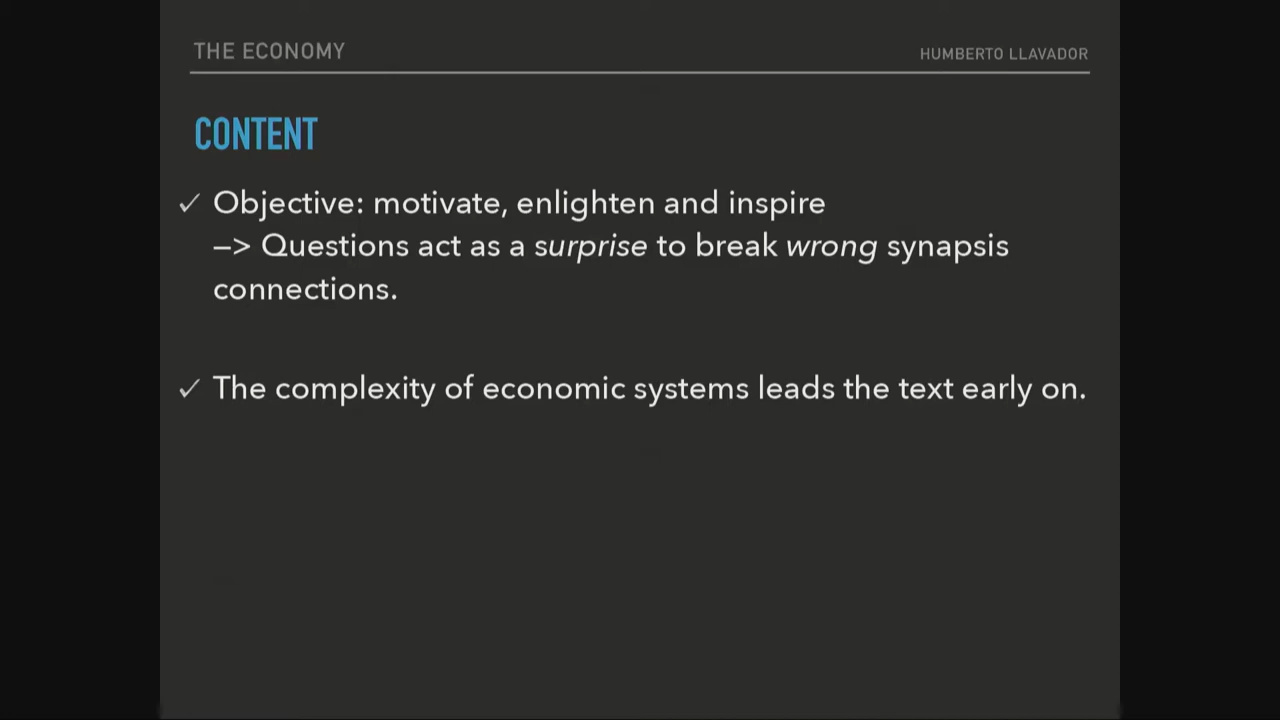 THE ECONOMY
HUMBERTO LLAVADOR
CONTENT
✓ Objective: motivate, enlighten and inspire
–> Questions act as a surprise to break wrong synapsis
connections.
✓ The complexity of economic systems leads the text early on.